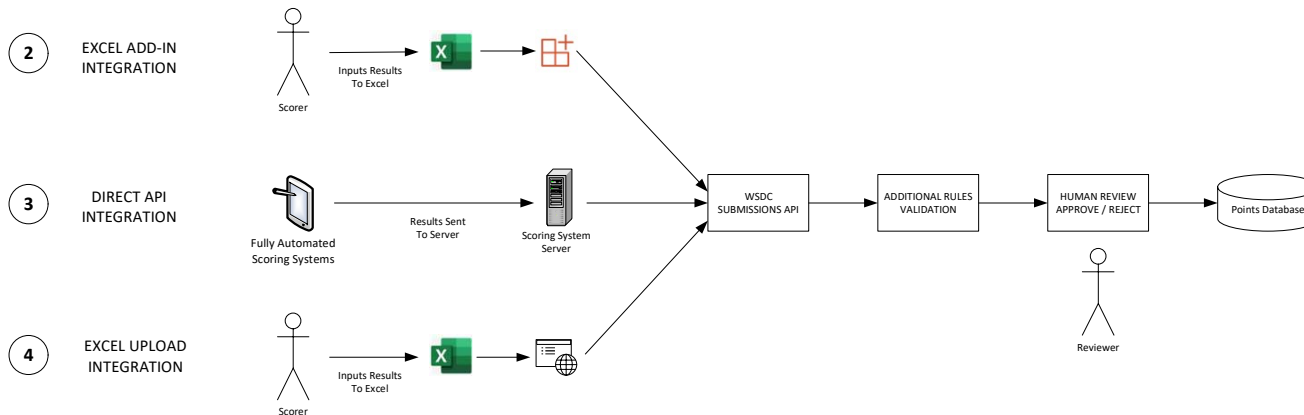 2
EXCEL ADD-IN
INTEGRATION
Inputs Results
To Excel
X
Scorer
3
DIRECT API
INTEGRATION
Fully Automated
Scoring Systems
Results Sent
To Server
Scoring System
Server
WSDC
SUBMISSIONS API
ADDITIONAL RULES
VALIDATION
HUMAN REVIEW
APPROVE / REJECT
Points Database
Reviewer
4
EXCEL UPLOAD
INTEGRATION
Inputs Results
To Excel
X
Scorer